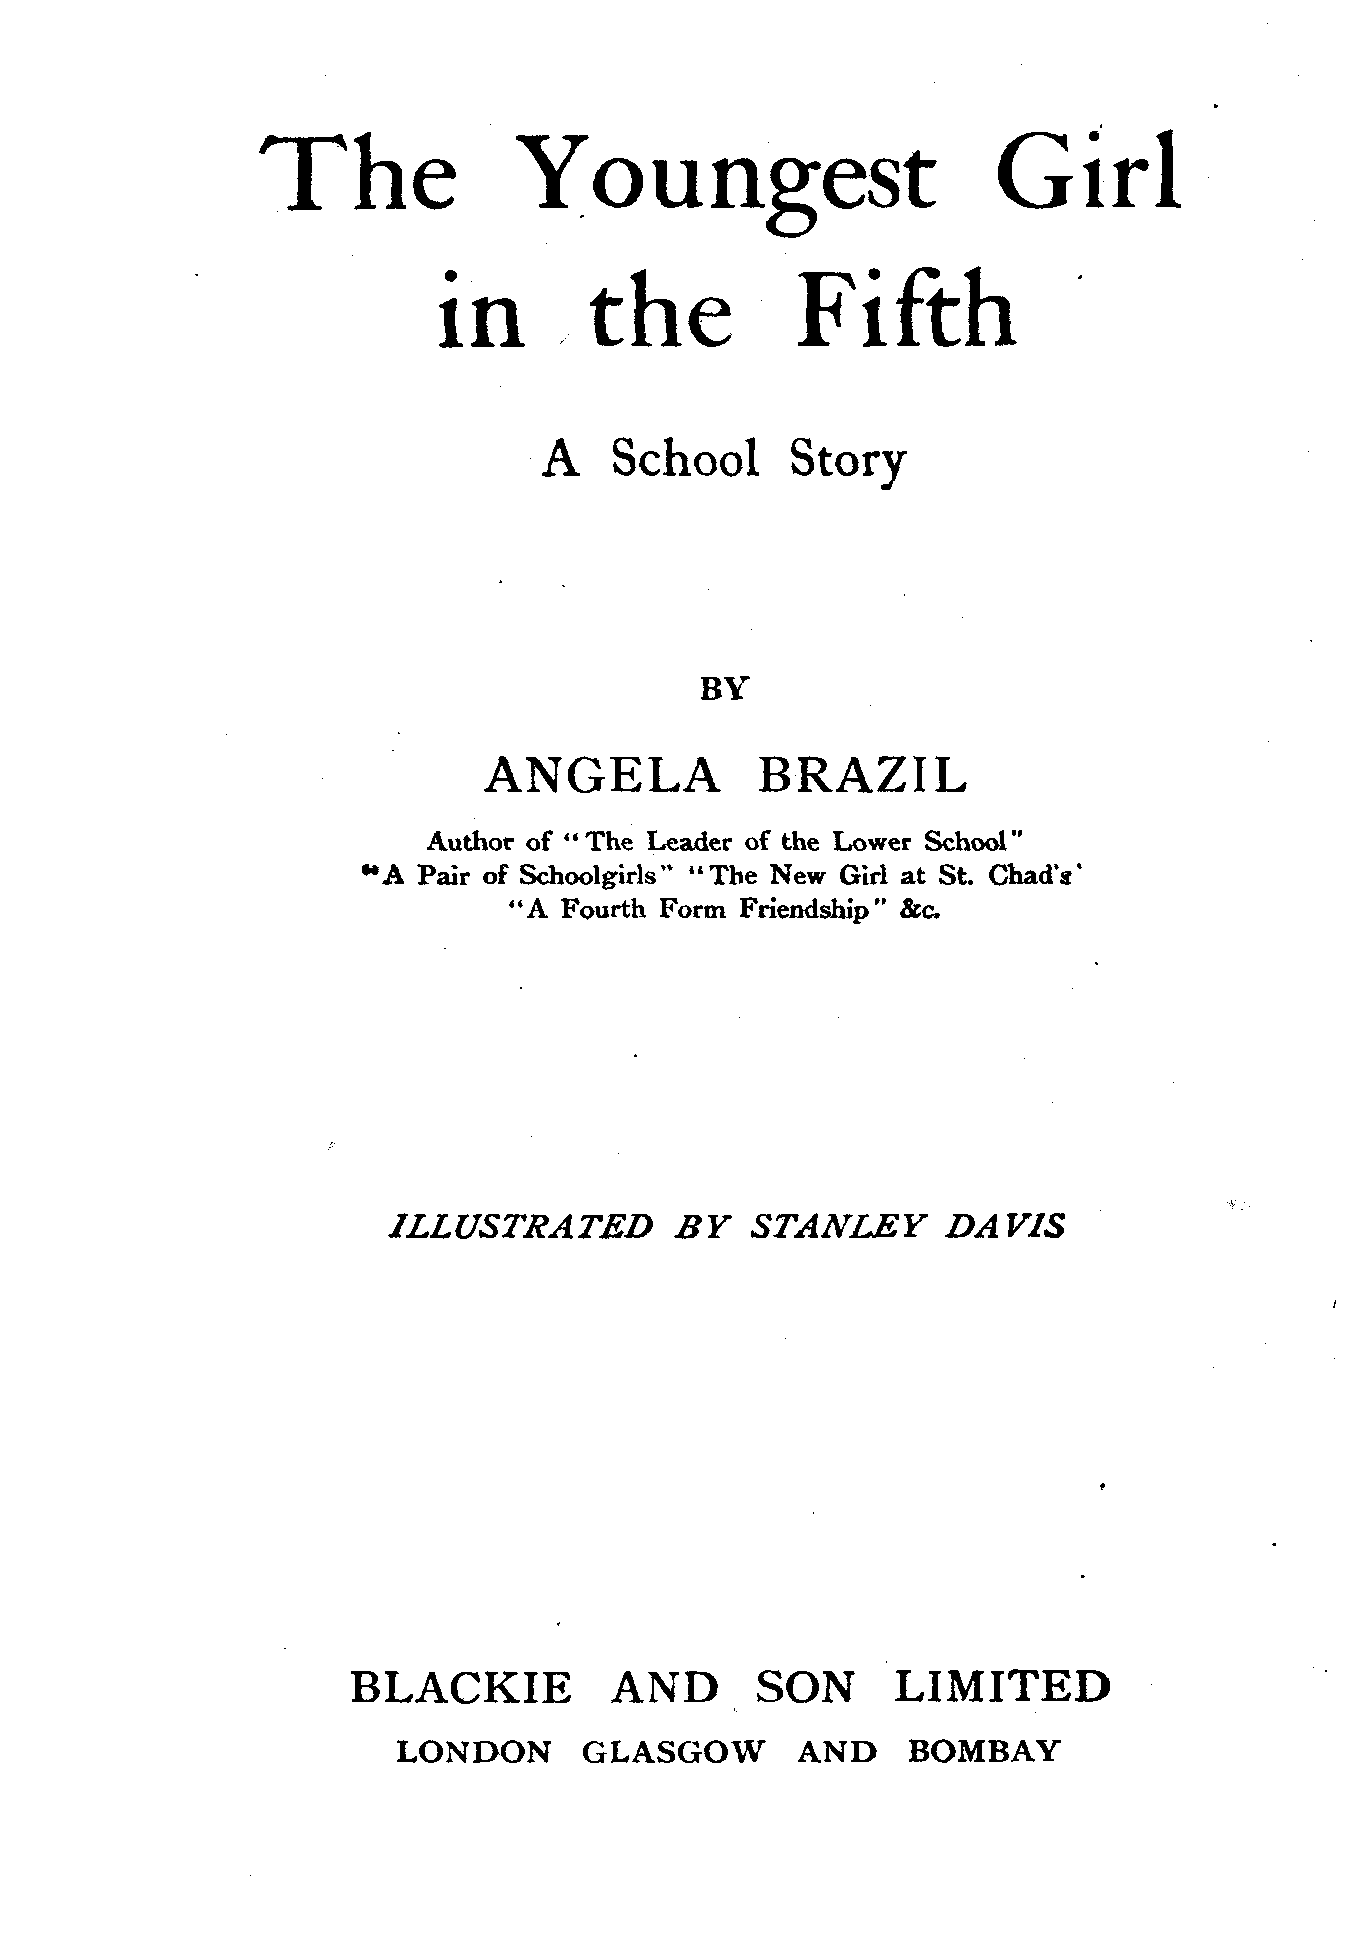 The Youngest Girl
in the Fifth
A School Story
BY
ANGELA BRAZIL
Author of "The Leader of the Lower School"
"A Pair of Schoolgirls" "The New Girl at St. Chad's'
"A Fourth Form Friendship" &c.
ILLUSTRATED BY STANLEY DAVIS
BLACKIE AND SON LIMITED
LONDON GLASGOW AND BOMBAY